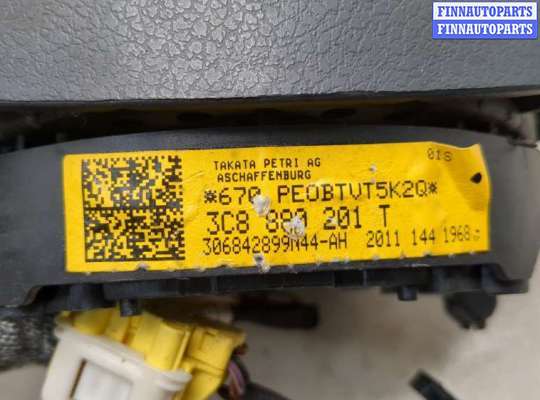 FINNAUTOPARTS
FINNAUTOPARTS
TAKATA PETRI AG
ASCHAFFENBURG
01S
*670 PEOBTVT5K2Q*
3C8 880 201 T
306842899N44-AH 2011 144 1968